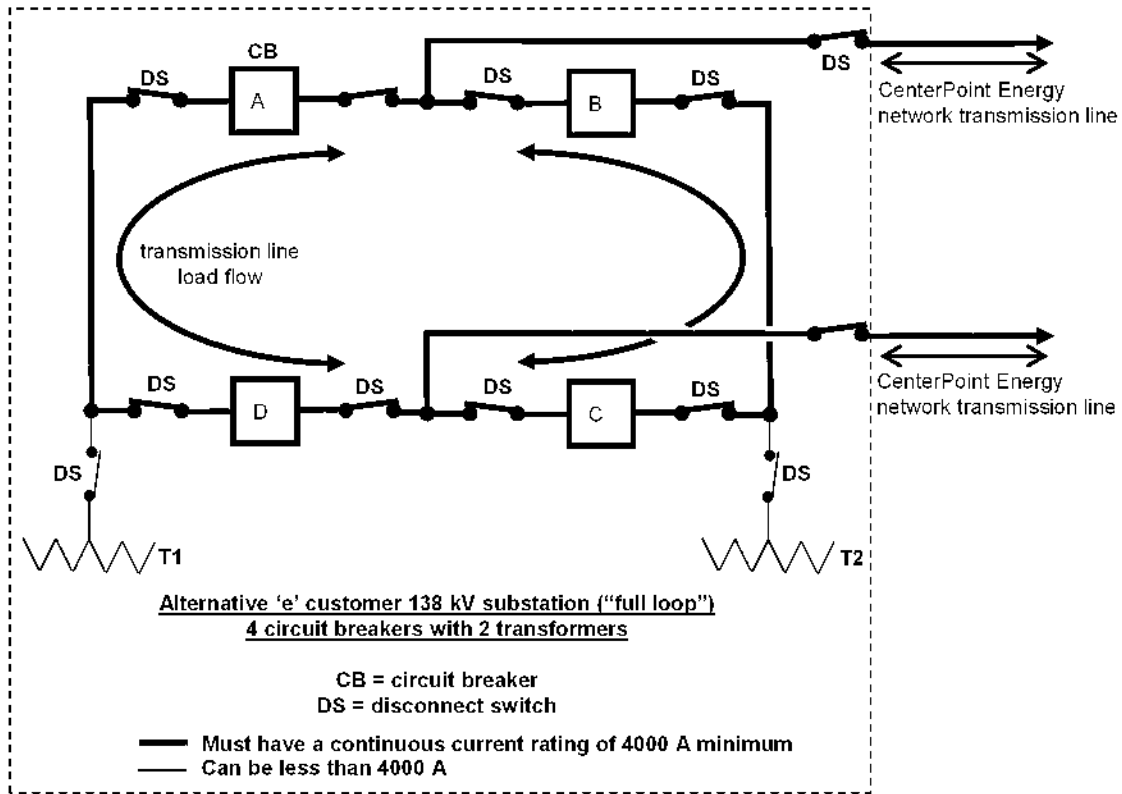 CB
DS
DS
DS
DS
A
B
CenterPoint Energy
network transmission line
transmission line
load flow
DS
DS
DS
DS
D
C
CenterPoint Energy
network transmission line
DS
DS
T1
T2
Alternative ‘e’ customer 138 kV substation (“full loop”)
4 circuit breakers with 2 transformers
CB = circuit breaker
DS = disconnect switch
Must have a continuous current rating of 4000 A minimum
Can be less than 4000 A